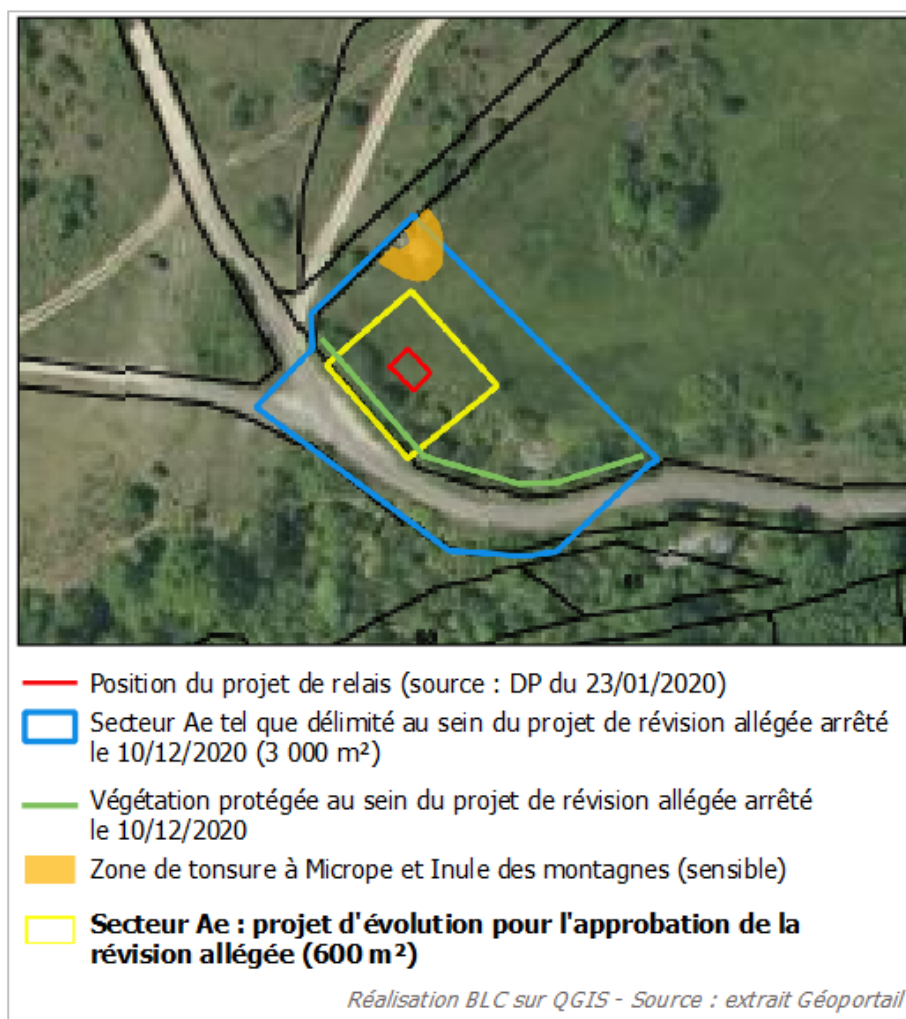 Position du projet de relais (source : DP du 23/01/2020)
Secteur Ae tel que délimité au sein du projet de révision allégée arrêté
le 10/12/2020 (3 000 m²)
Végétation protégée au sein du projet de révision allégée arrêté
le 10/12/2020
Zone de tonsure à Micrope et Inule des montagnes (sensible)
Secteur Ae : projet d'évolution pour l'approbation de la
révision allégée (600 m²)
Réalisation BLC sur QGIS - Source : extrait Géoportail